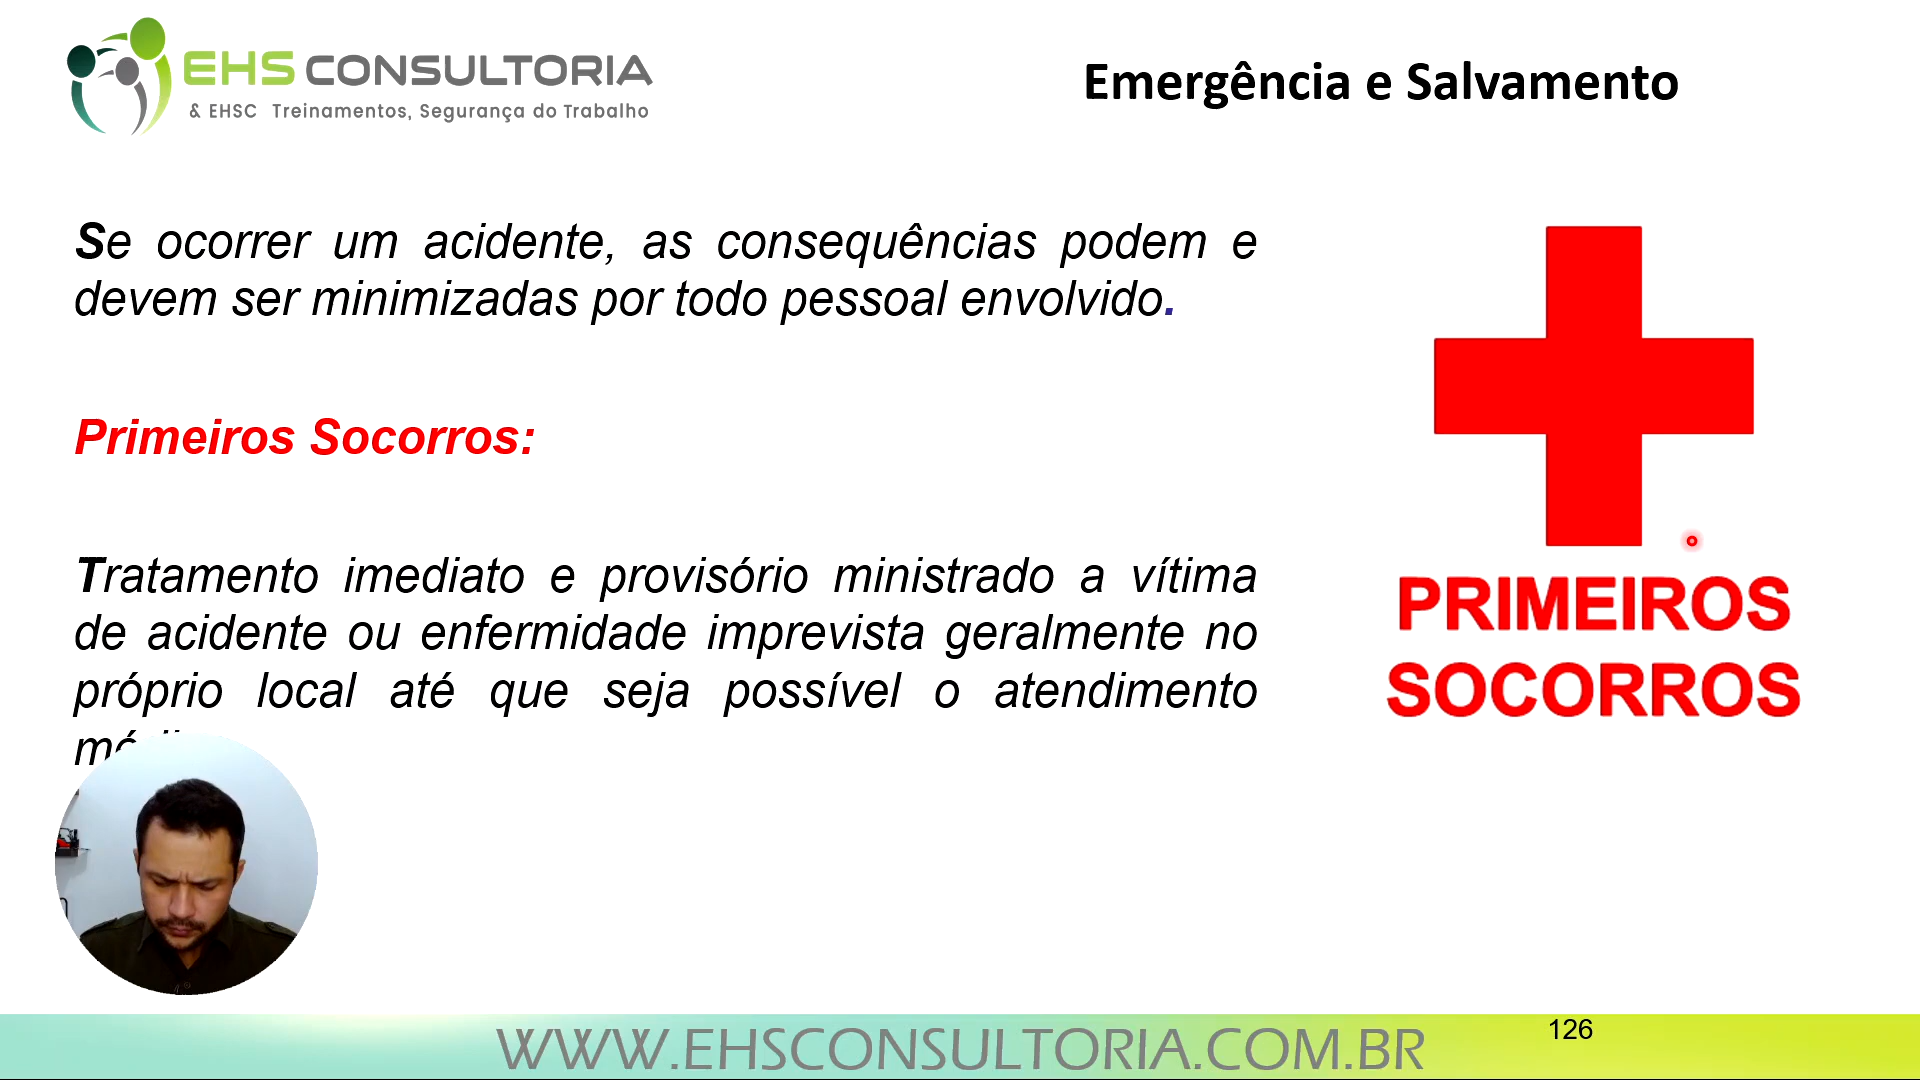 EHS CONSULTORIA
& EHSC Treinamentos, Segurança do Trabalho
Emergência e Salvamento
Se ocorrer um acidente, as consequências podem e
devem ser minimizadas por todo pessoal envolvido.
Primeiros Socorros:
Tratamento imediato e provisório ministrado a vítima
de acidente ou enfermidade imprevista geralmente no
próprio local até que seja possível o atendimento
PRIMEIROS
SOCORROS
WWW.EHSCONSULTORIA.COM.BR
126